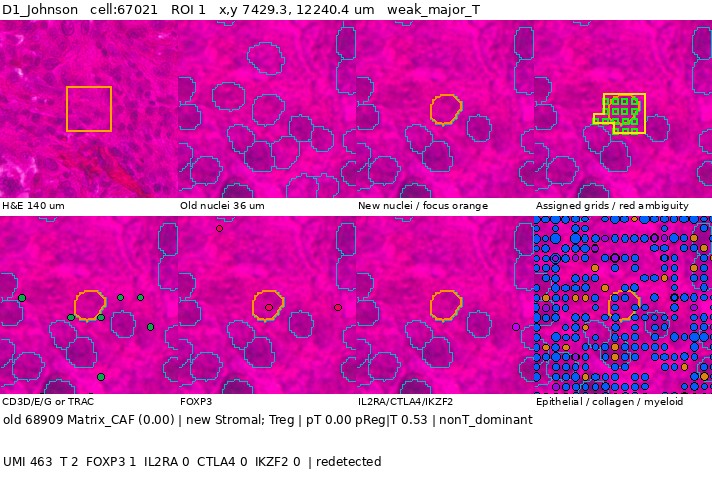 D1_Johnson   cell:67021   ROI 1   x,y 7429.3, 12240.4 um   weak_major_T
H&E 140 um
Old nuclei 36 um
New nuclei / focus orange
Assigned grids / red ambiguity
CD3D/E/G or TRAC
FOXP3
IL2RA/CTLA4/IKZF2
Epithelial / collagen / myeloid
old 68909 Matrix_CAF (0.00) | new Stromal; Treg | pT 0.00 pReg|T 0.53 | nonT_dominant
UMI 463  T 2  FOXP3 1  IL2RA 0  CTLA4 0  IKZF2 0  | redetected